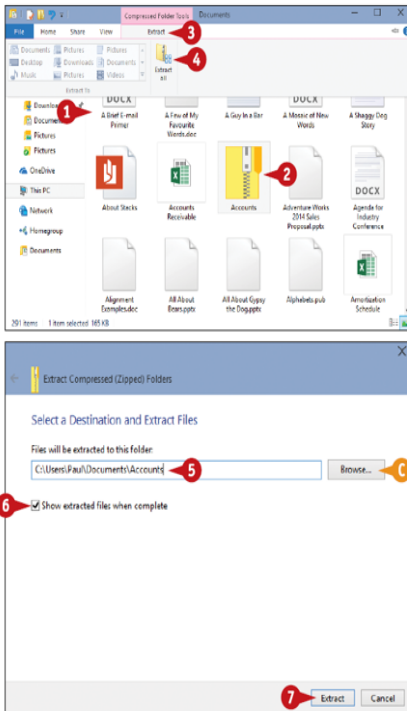 Compressed Folder Tools Documents
File Home Share View Extract
3
Documents Pictures Pictures
Desktop Downloads Documents
Music Pictures Videos
Extract all
4
Extract To
1
A Brief E-mail Primer
A Few of My Favourite Words.doc
A Guy In a Bar
A Mosaic of New Words
A Shaggy Dog Story
Pictures
Pictures
OneDrive
This PC
Network
Homegroup
Documents
DOCX
2
About Stacks
Accounts Receivable
Accounts
Adventure Works 2014 Sales Proposal.pptx
Agenda for Industry Conference
Alignment Examples.doc
All About Bears.pptx
All About Gypsy the Dog.pptx
Alphabets.pub
Amortization Schedule
291 items 1 item selected 165 KB
Extract Compressed (Zipped) Folders
Select a Destination and Extract Files
Files will be extracted to this folder:
C:\Users\Paul\Documents\Accounts
5
Browse...
C
6
Show extracted files when complete
7
Extract Cancel